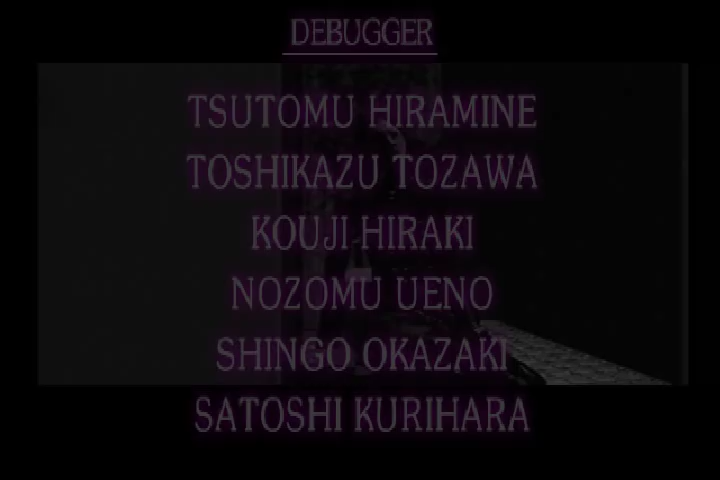 DEBUGGER
TSUTOMU HIRAMINE
TOSHIKAZU TOZAWA
KOUJI HIRAKI
NOZOMU UENO
SHINGO OKAZAKI
SATOSHI KURIHARA